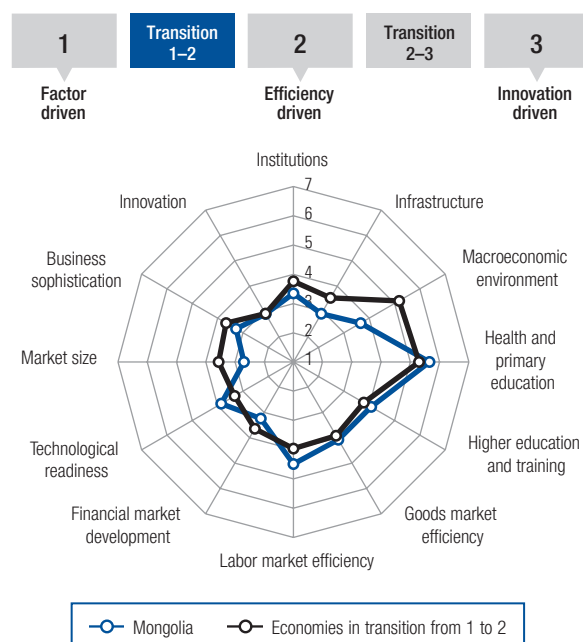 1
Transition
1–2
2
Transition
2–3
3
Factor
driven
Efficiency
driven
Innovation
driven
Institutions
Infrastructure
Macroeconomic
environment
Health and
primary
education
Higher education
and training
Goods market
efficiency
Labor market efficiency
Financial market
development
Technological
readiness
Market size
Business
sophistication
Innovation
7
6
5
4
3
2
1
Mongolia
Economies in transition from 1 to 2